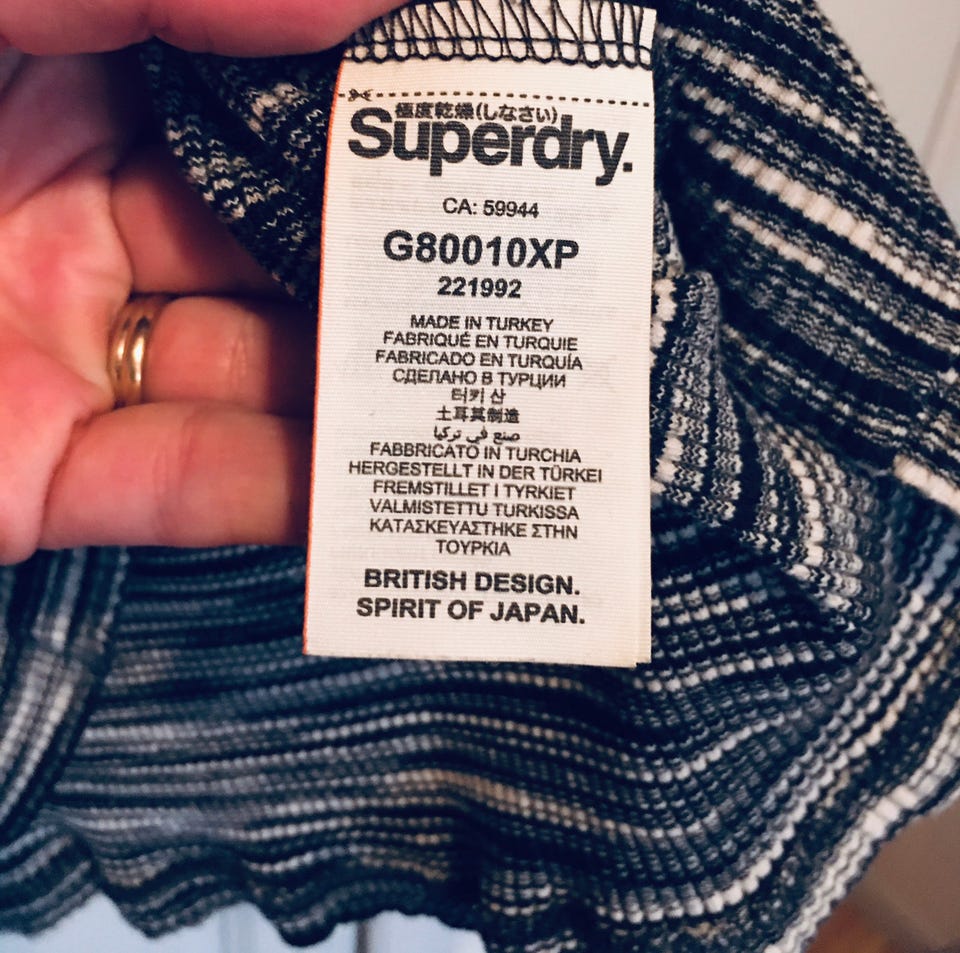 極度乾燥(しなさい)
Superdry.
CA: 59944
G80010XP
221992
MADE IN TURKEY
FABRIQUÉ EN TURQUIE
FABRICADO EN TURQUÍA
СДЕЛАНО В ТУРЦИИ
터키 산
土耳其制造
صنع في تركيا
FABBRICATO IN TURCHIA
HERGESTELLT IN DER TÜRKEI
FREMSTILLET I TYRKIET
VALMISTETTU TURKISSA
ΚΑΤΑΣΚΕΥΑΣΤΗΚΕ ΣΤΗΝ
ΤΟΥΡΚΙΑ
BRITISH DESIGN.
SPIRIT OF JAPAN.